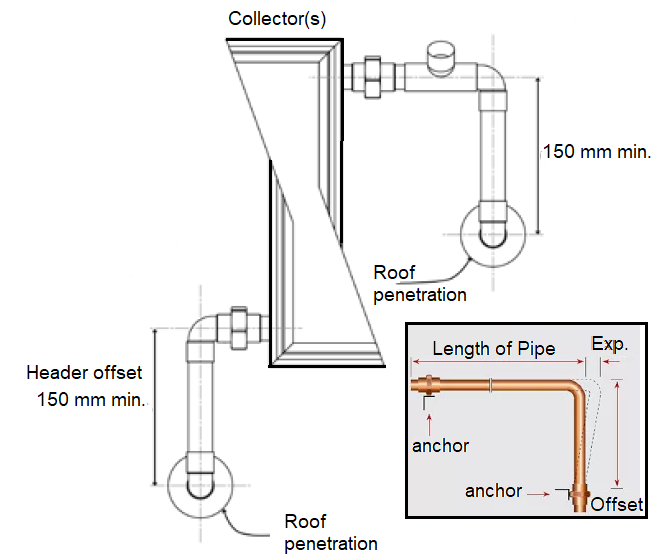 Collector(s)
150 mm min.
Roof
penetration
Header offset
150 mm min.
Roof
penetration
Length of Pipe
Exp.
anchor
anchor
Offset